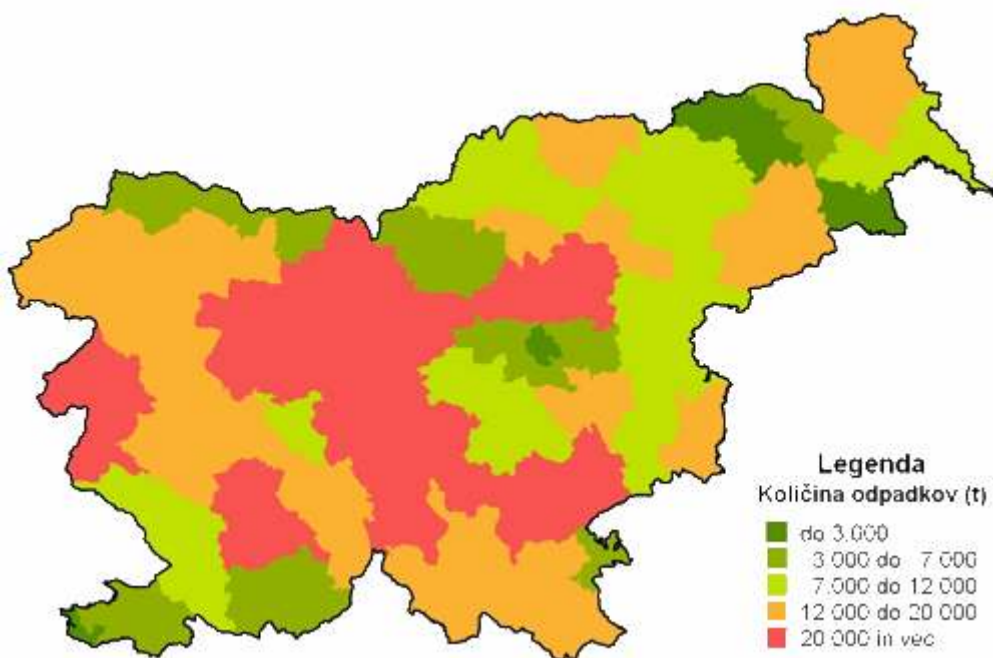 Legenda
Količina odpadkov (t)
do 3.000
3 000 do 7 000
7.000 do 12 000
12 000 do 20 000
20 000 in vec